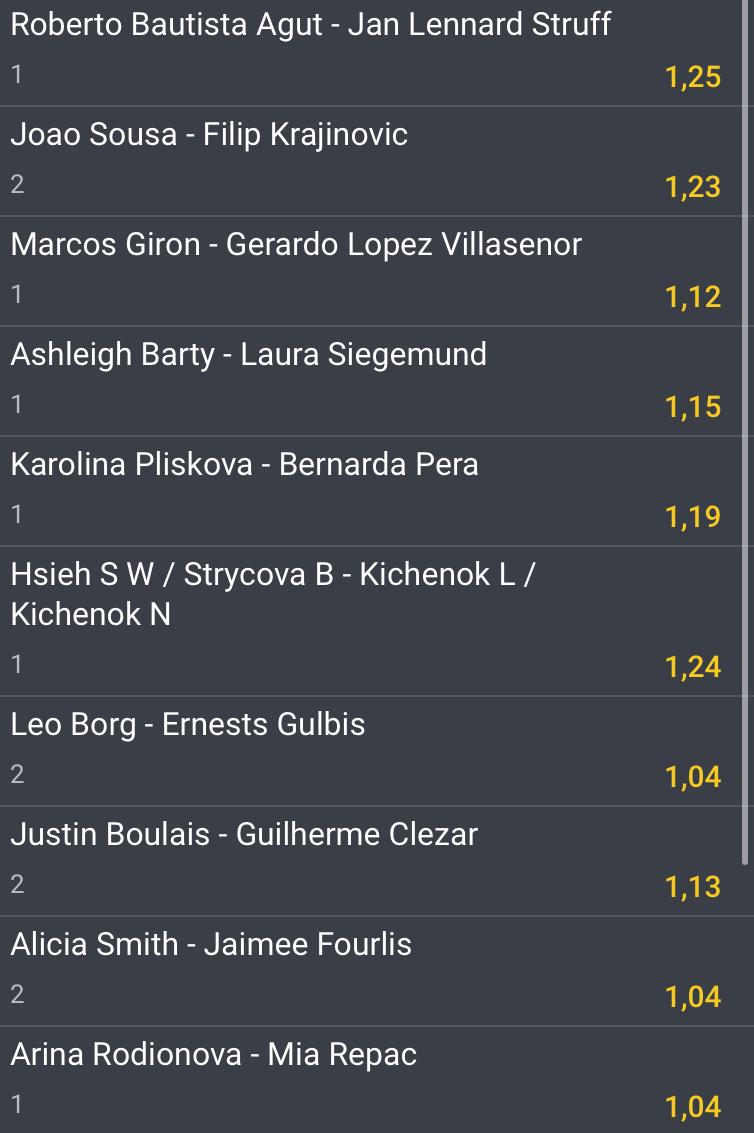 Roberto Bautista Agut - Jan Lennard Struff
1
1,25
Joao Sousa - Filip Krajinovic
2
1,23
Marcos Giron - Gerardo Lopez Villasenor
1
1,12
Ashleigh Barty - Laura Siegemund
1
1,15
Karolina Pliskova - Bernarda Pera
1
1,19
Hsieh S W / Strycova B - Kichenok L /
Kichenok N
1
1,24
Leo Borg - Ernests Gulbis
2
1,04
Justin Boulais - Guilherme Clezar
2
1,13
Alicia Smith - Jaimee Fourlis
2
1,04
Arina Rodionova - Mia Repac
1
1,04